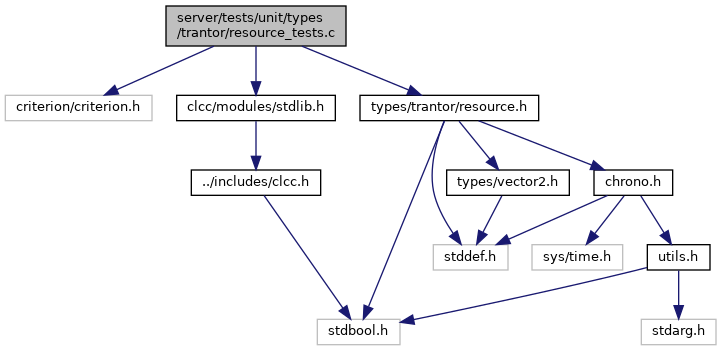 server/tests/unit/types
/trantor/resource_tests.c
criterion/criterion.h
clcc/modules/stdlib.h
types/trantor/resource.h
../includes/clcc.h
types/vector2.h
chrono.h
stddef.h
sys/time.h
utils.h
stdbool.h
stdarg.h